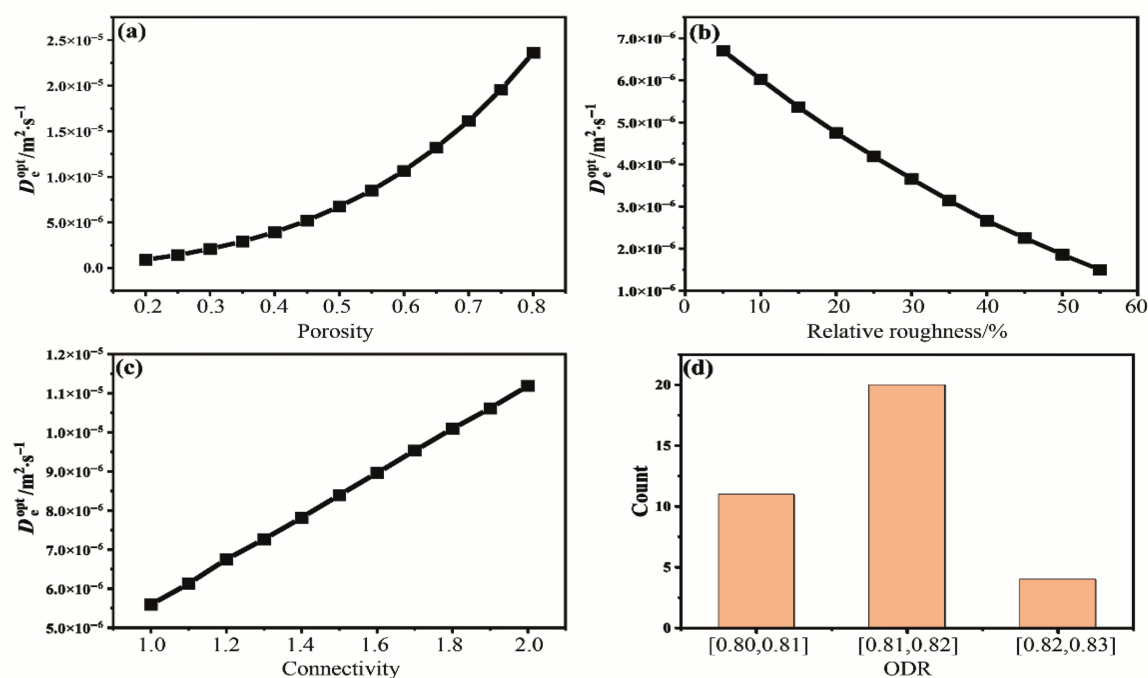 (a)
2.5×10⁻⁵
2.0×10⁻⁵
1.5×10⁻⁵
1.0×10⁻⁵
5.0×10⁻⁶
0.0
Dₑᵒᵖᵗ/m²·s⁻¹
0.2 0.3 0.4 0.5 0.6 0.7 0.8
Porosity
(b)
7.0×10⁻⁶
6.0×10⁻⁶
5.0×10⁻⁶
4.0×10⁻⁶
3.0×10⁻⁶
2.0×10⁻⁶
1.0×10⁻⁶
Dₑᵒᵖᵗ/m²·s⁻¹
0 10 20 30 40 50 60
Relative roughness/%
(c)
1.2×10⁻⁵
1.1×10⁻⁵
1.0×10⁻⁵
9.0×10⁻⁶
8.0×10⁻⁶
7.0×10⁻⁶
6.0×10⁻⁶
5.0×10⁻⁶
Dₑᵒᵖᵗ/m²·s⁻¹
1.0 1.2 1.4 1.6 1.8 2.0
Connectivity
(d)
20
15
10
5
0
Count
[0.80,0.81] [0.81,0.82] [0.82,0.83]
ODR